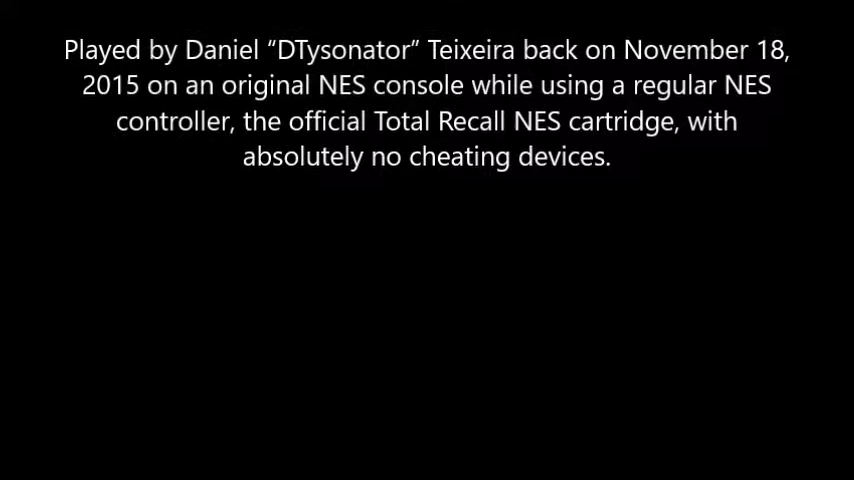 Played by Daniel “DTysonator” Teixeira back on November 18,
2015 on an original NES console while using a regular NES
controller, the official Total Recall NES cartridge, with
absolutely no cheating devices.